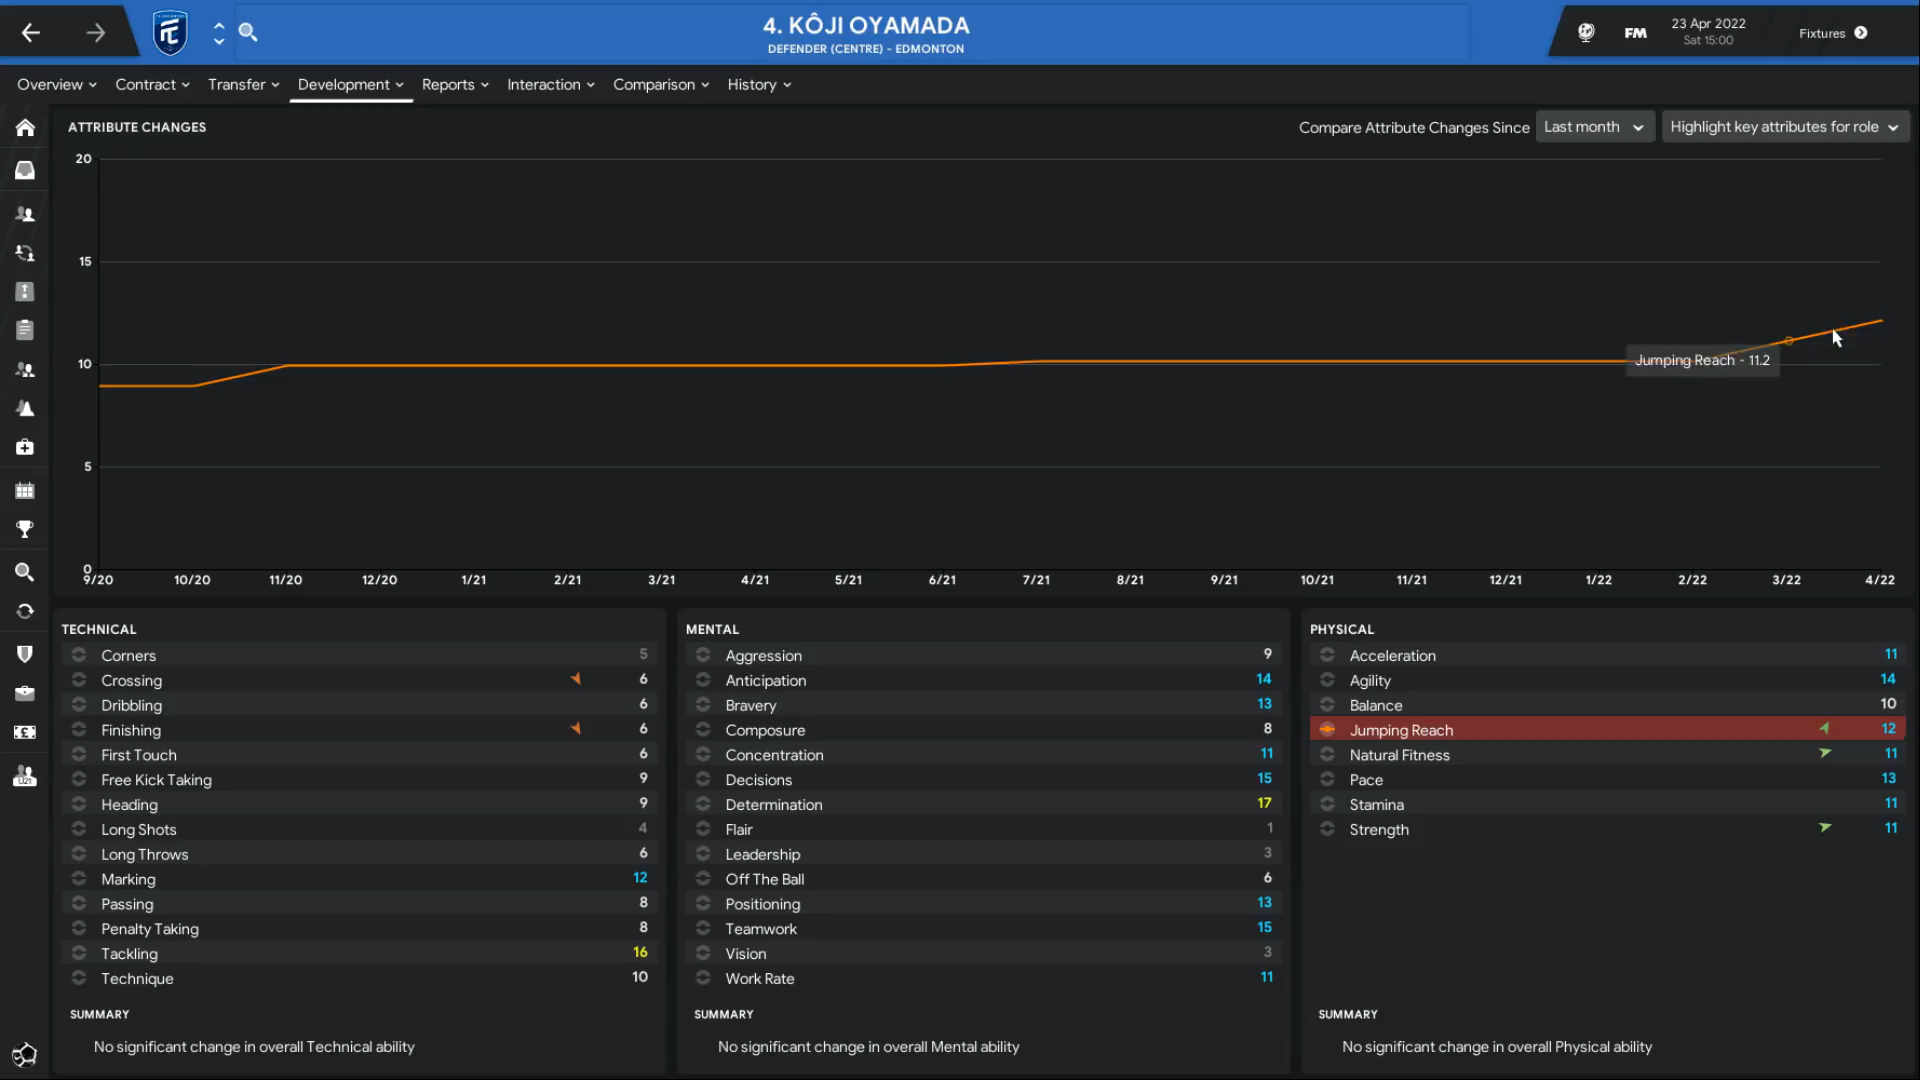 4. KÔJI OYAMADA
DEFENDER (CENTRE) - EDMONTON
FM
23 Apr 2022
Sat 15:00
Fixtures
Overview
Contract
Transfer
Development
Reports
Interaction
Comparison
History
ATTRIBUTE CHANGES
Compare Attribute Changes Since
Last month
Highlight key attributes for role
20
15
10
5
0
Jumping Reach - 11.2
9/20 10/20 11/20 12/20 1/21 2/21 3/21 4/21 5/21 6/21 7/21 8/21 9/21 10/21 11/21 12/21 1/22 2/22 3/22 4/22
TECHNICAL
Corners 5
Crossing 6
Dribbling 6
Finishing 6
First Touch 6
Free Kick Taking 9
Heading 9
Long Shots 4
Long Throws 6
Marking 12
Passing 8
Penalty Taking 8
Tackling 16
Technique 10
SUMMARY
No significant change in overall Technical ability
MENTAL
Aggression 9
Anticipation 14
Bravery 13
Composure 8
Concentration 11
Decisions 15
Determination 17
Flair 1
Leadership 3
Off The Ball 6
Positioning 13
Teamwork 15
Vision 3
Work Rate 11
SUMMARY
No significant change in overall Mental ability
PHYSICAL
Acceleration 11
Agility 14
Balance 10
Jumping Reach 12
Natural Fitness 11
Pace 13
Stamina 11
Strength 11
SUMMARY
No significant change in overall Physical ability